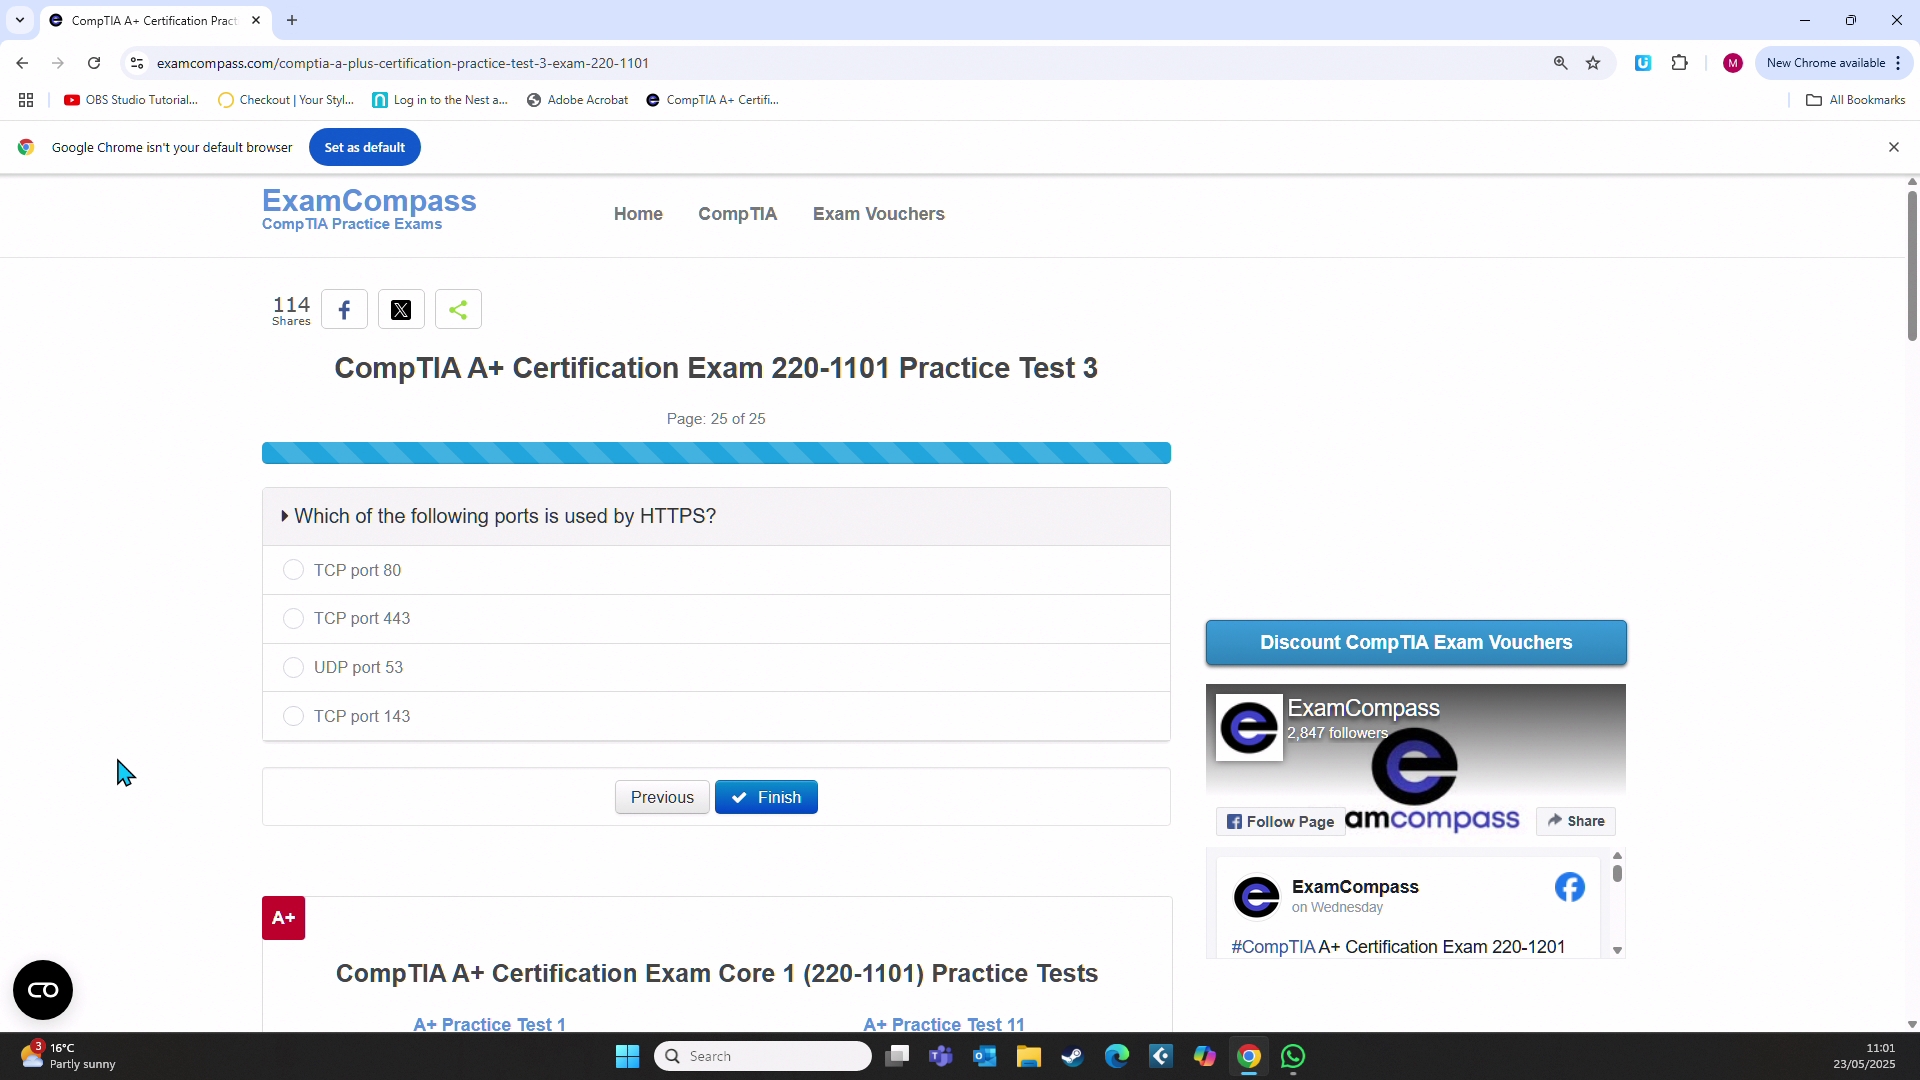 CompTIA A+ Certification Pract
examcompass.com/comptia-a-plus-certification-practice-test-3-exam-220-1101
M
New Chrome available
OBS Studio Tutorial...
Checkout | Your Styl...
Log in to the Nest a...
Adobe Acrobat
CompTIA A+ Certifi...
All Bookmarks
Google Chrome isn't your default browser
Set as default
ExamCompass
CompTIA Practice Exams
Home
CompTIA
Exam Vouchers
114
Shares
CompTIA A+ Certification Exam 220-1101 Practice Test 3
Page: 25 of 25
Which of the following ports is used by HTTPS?
TCP port 80
TCP port 443
UDP port 53
TCP port 143
Previous
Finish
Discount CompTIA Exam Vouchers
ExamCompass
2,847 followers
amcompass
Follow Page
Share
ExamCompass
on Wednesday
#CompTIA A+ Certification Exam 220-1201
A+
CompTIA A+ Certification Exam Core 1 (220-1101) Practice Tests
A+ Practice Test 1
A+ Practice Test 11
3
16°C
Partly sunny
Search
11:01
23/05/2025